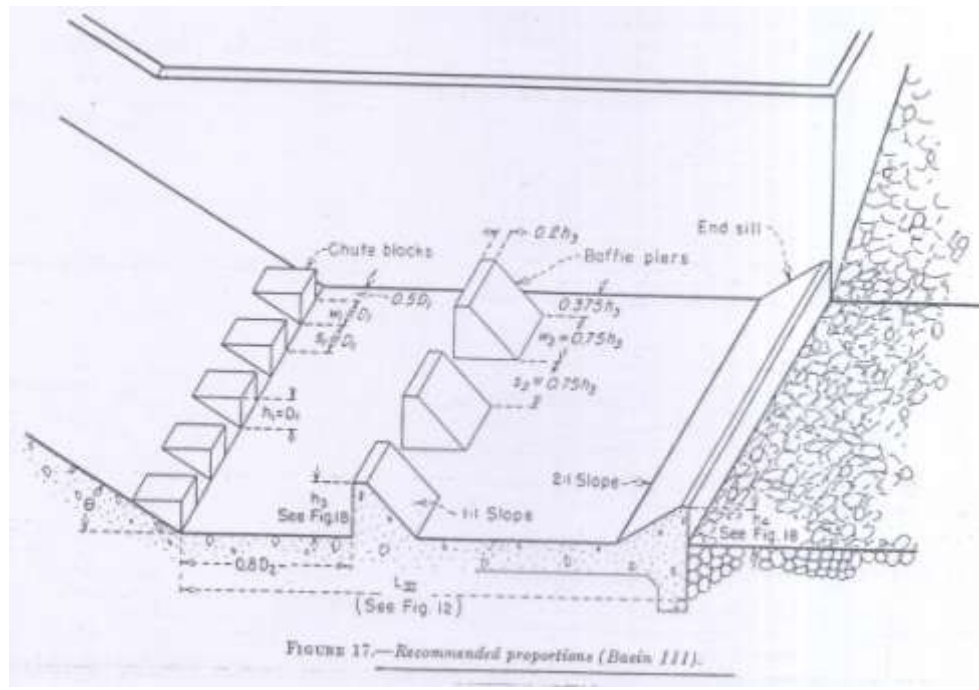 End sill
0.2h₃
Chute blocks
Baffle piers
0.5D₁
w₁=D₁
s₁=D₁
0.375h₃
w₃=0.75h₃
s₂=0.75h₃
h₁=D₁
2:1 Slope
h₃
See Fig.18
1:1 Slope
h₄
See Fig. 18
θ
0.8D₂
L III
(See Fig. 12)
FIGURE 17.—Recommended proportions (Basin III).